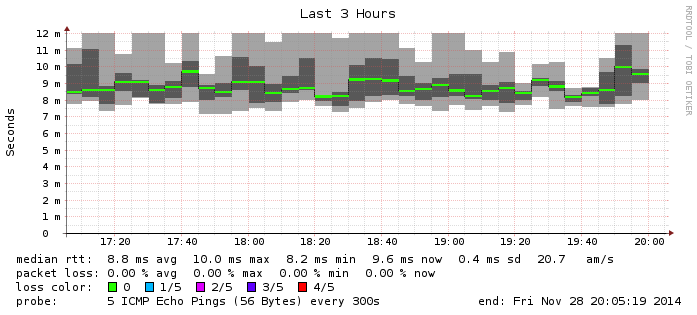 Last 3 Hours
RRDTOOL / TOBI OETIKER
Seconds
12 m
11 m
10 m
9 m
8 m
7 m
6 m
5 m
4 m
3 m
2 m
1 m
0
17:20 17:40 18:00 18:20 18:40 19:00 19:20 19:40 20:00
median rtt: 8.8 ms avg 10.0 ms max 8.2 ms min 9.6 ms now 0.4 ms sd 20.7 am/s
packet loss: 0.00 % avg 0.00 % max 0.00 % min 0.00 % now
loss color: 0 1/5 2/5 3/5 4/5
probe: 5 ICMP Echo Pings (56 Bytes) every 300s end: Fri Nov 28 20:05:19 2014